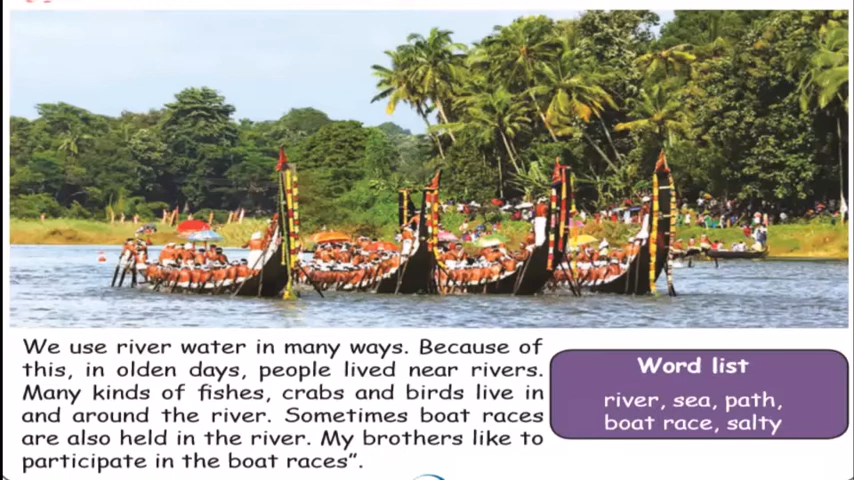 We use river water in many ways. Because of
this, in olden days, people lived near rivers.
Many kinds of fishes, crabs and birds live in
and around the river. Sometimes boat races
are also held in the river. My brothers like to
participate in the boat races”.
Word list
river, sea, path,
boat race, salty